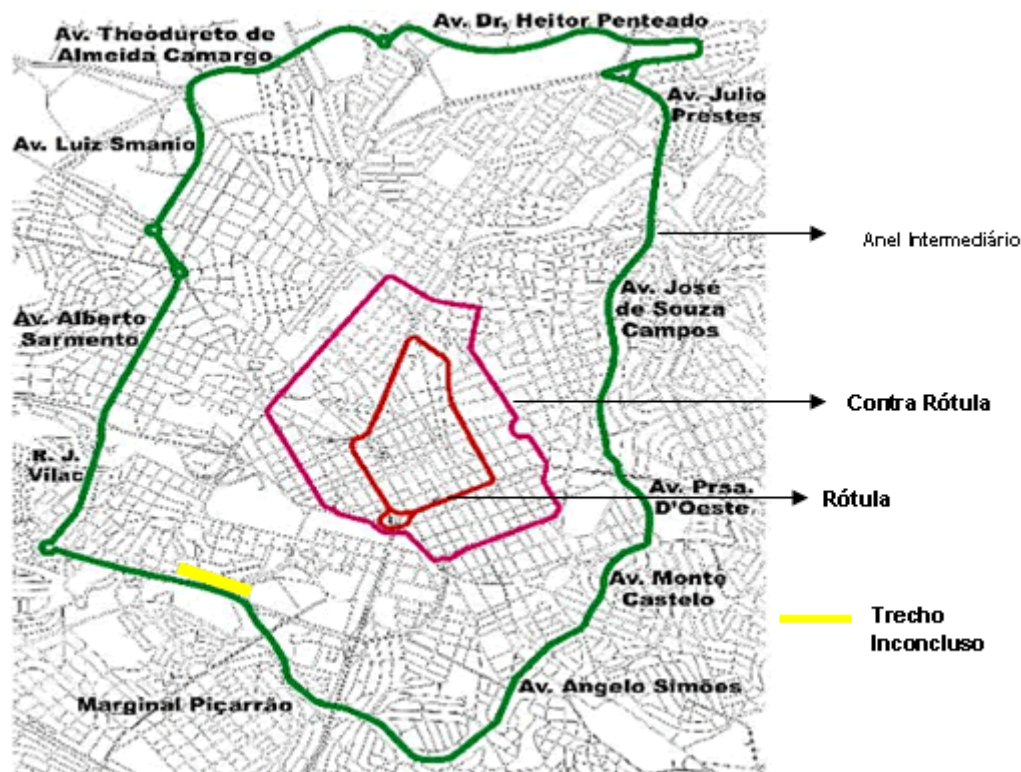 Av. Dr, Heitor Penteado
Av. Theodureto de
Almeida Camargo
Av. Julio
Prestes
Av. Luiz Smanio
Anel Intermediário
Av. José
de Souza
Campos
Av. Alberto
Sarmento
Contra Rótula
R. J.
Vilac
Av. Prsa.
D'Oeste
Rótula
Av. Monte
Castelo
Trecho
Inconcluso
Av. Angelo Simões
Marginal Piçarrão